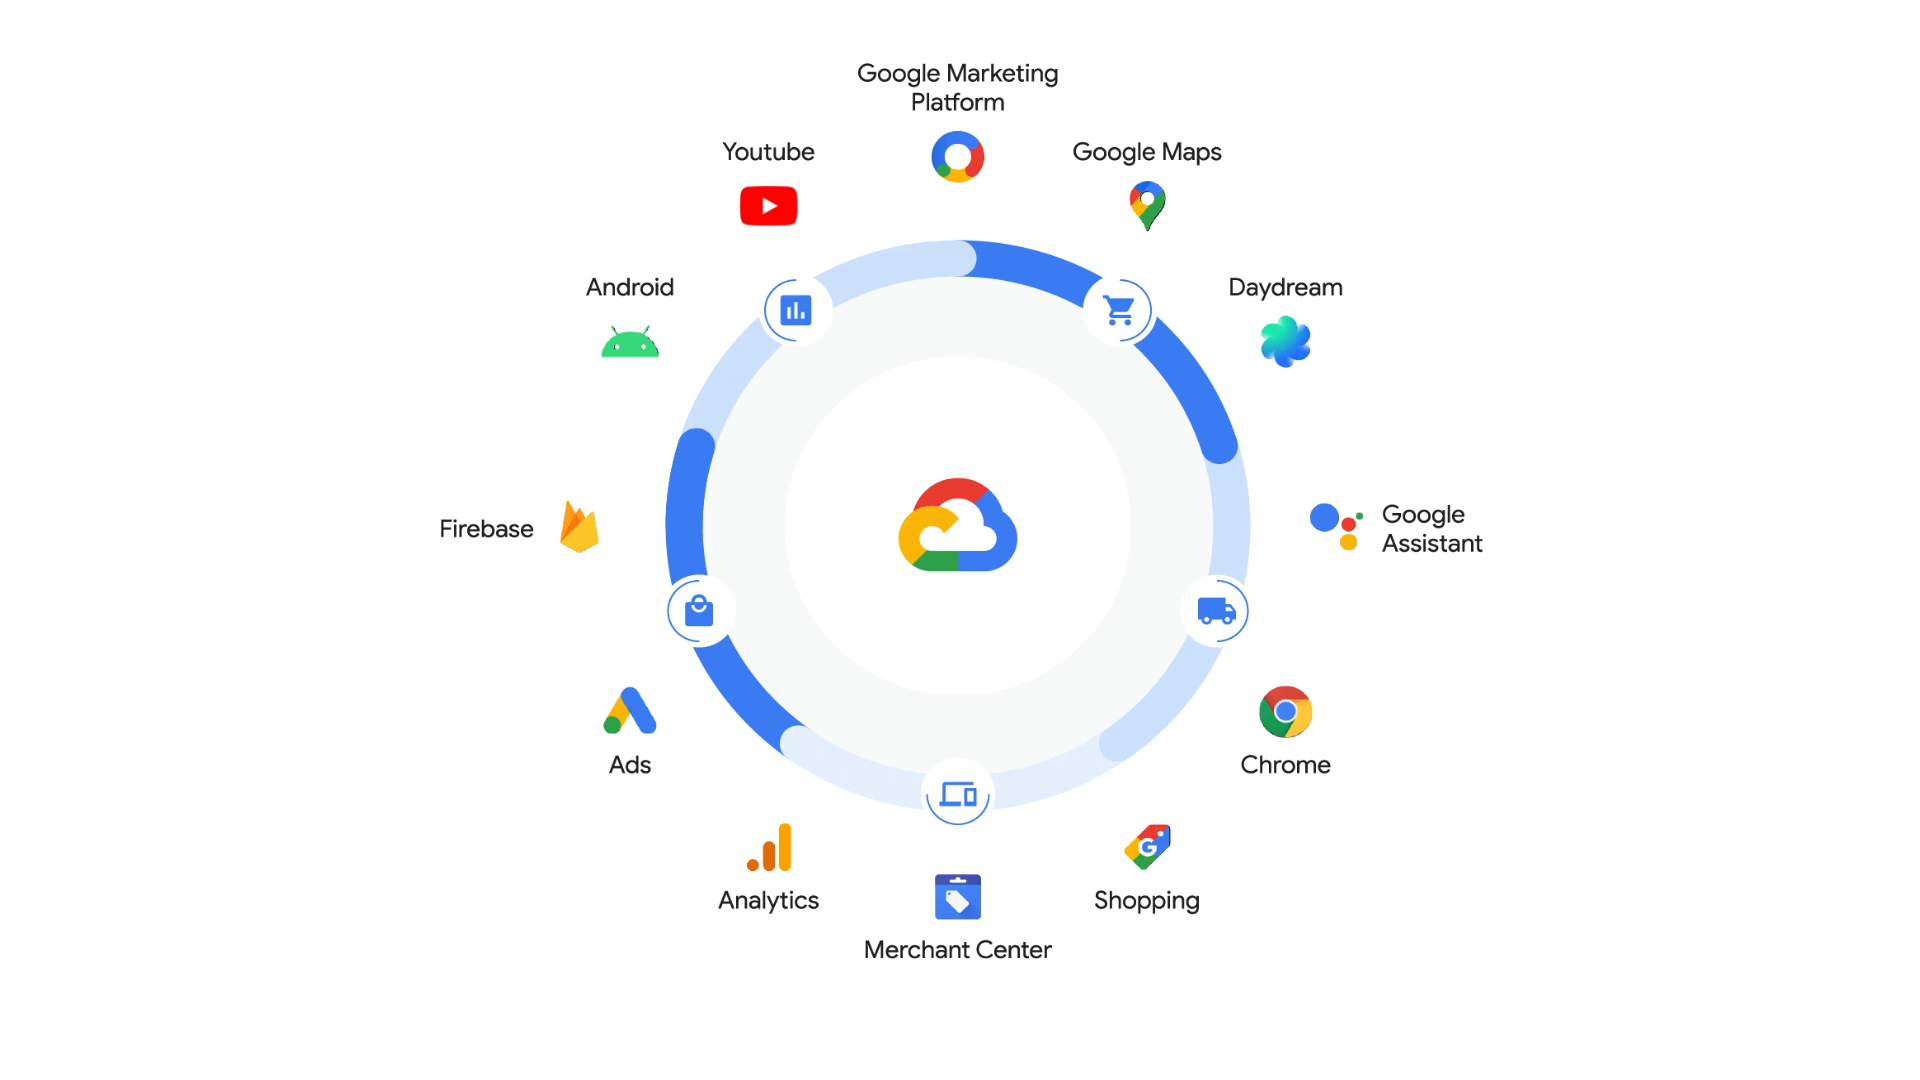 Google Marketing
Platform
Youtube
Google Maps
Android
Daydream
Firebase
Google
Assistant
Ads
Chrome
Analytics
Shopping
G
Merchant Center